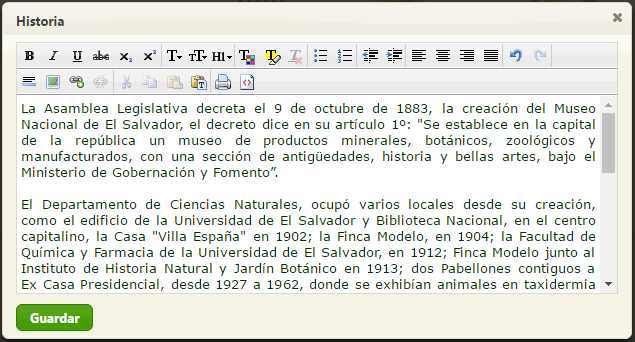 Historia
B I U abc x₂ x² T T H1 T T T
La Asamblea Legislativa decreta el 9 de octubre de 1883, la creación del Museo
Nacional de El Salvador, el decreto dice en su artículo 1º: "Se establece en la capital
de la república un museo de productos minerales, botánicos, zoológicos y
manufacturados, con una sección de antigüedades, historia y bellas artes, bajo el
Ministerio de Gobernación y Fomento”.
El Departamento de Ciencias Naturales, ocupó varios locales desde su creación,
como el edificio de la Universidad de El Salvador y Biblioteca Nacional, en el centro
capitalino, la Casa "Villa España" en 1902; la Finca Modelo, en 1904; la Facultad de
Química y Farmacia de la Universidad de El Salvador, en 1912; Finca Modelo junto al
Instituto de Historia Natural y Jardín Botánico en 1913; dos Pabellones contiguos a
Ex Casa Presidencial, desde 1927 a 1962, donde se exhibían animales en taxidermia
Guardar